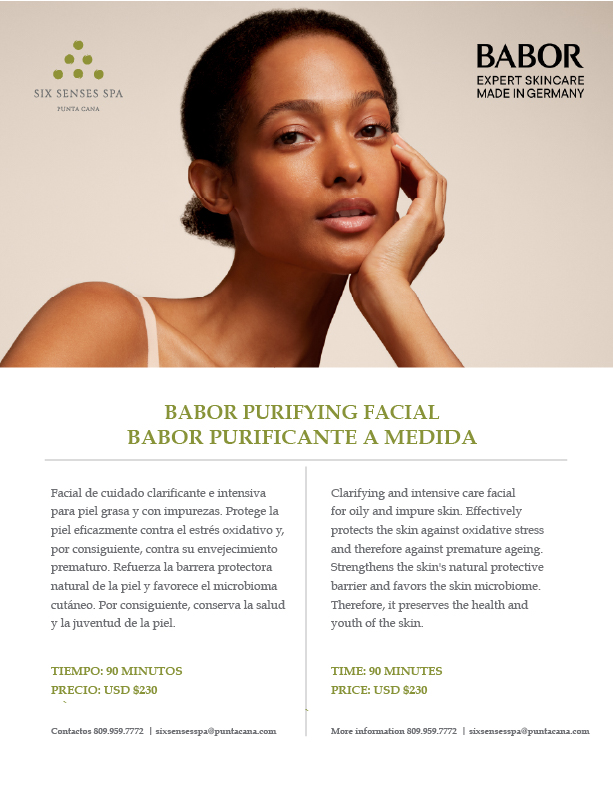 SIX SENSES SPA
PUNTA CANA
BABOR
EXPERT SKINCARE
MADE IN GERMANY
BABOR PURIFYING FACIAL
BABOR PURIFICANTE A MEDIDA
Facial de cuidado clarificante e intensiva
para piel grasa y con impurezas. Protege la
piel eficazmente contra el estrés oxidativo y,
por consiguiente, contra su envejecimiento
prematuro. Refuerza la barrera protectora
natural de la piel y favorece el microbioma
cutáneo. Por consiguiente, conserva la salud
y la juventud de la piel.
TIEMPO: 90 MINUTOS
PRECIO: USD $230
Contactos 809.959.7772 | sixsensesspa@puntacana.com
Clarifying and intensive care facial
for oily and impure skin. Effectively
protects the skin against oxidative stress
and therefore against premature ageing.
Strengthens the skin's natural protective
barrier and favors the skin microbiome.
Therefore, it preserves the health and
youth of the skin.
TIME: 90 MINUTES
PRICE: USD $230
More information 809.959.7772 | sixsensesspa@puntacana.com